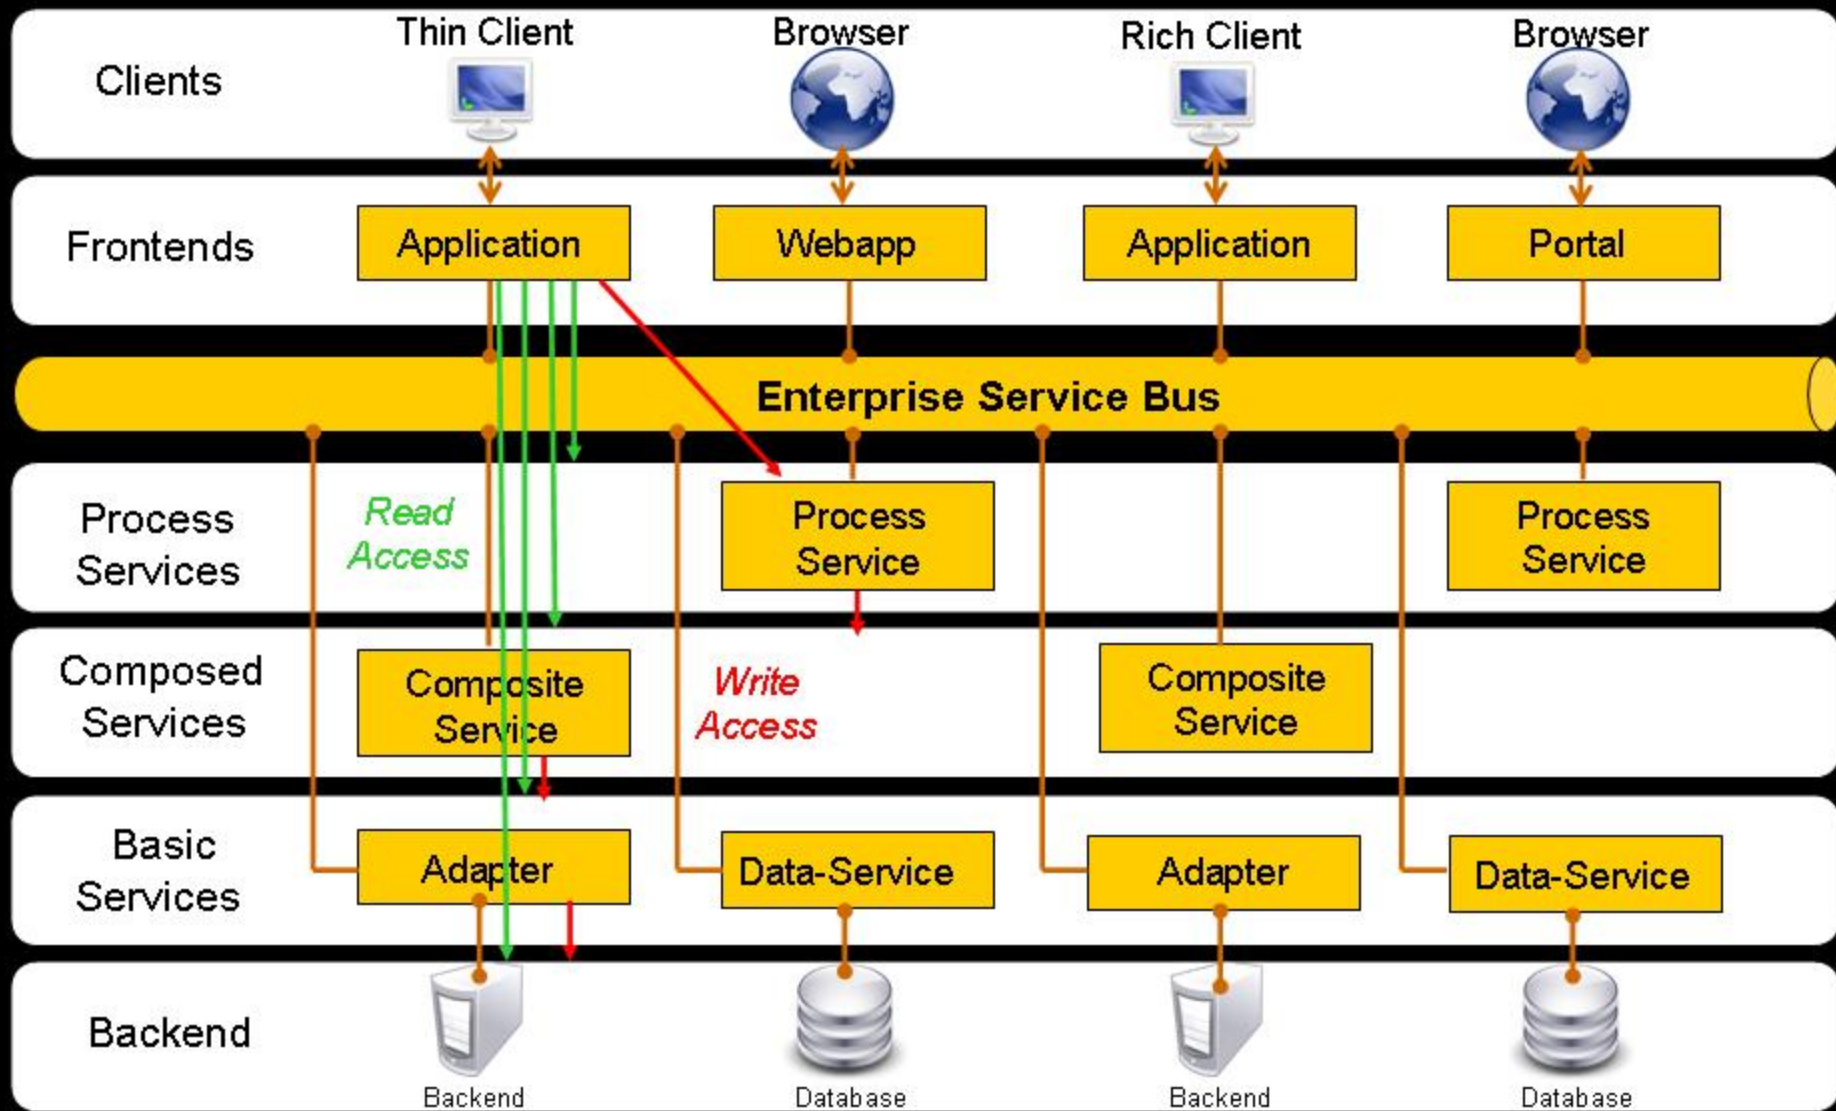 Thin Client
Browser
Rich Client
Browser
Clients
Frontends
Application
Webapp
Application
Portal
Enterprise Service Bus
Process
Services
Read
Access
Process
Service
Process
Service
Composed
Services
Composite
Service
Write
Access
Composite
Service
Basic
Services
Adapter
Data-Service
Adapter
Data-Service
Backend
Backend
Database
Backend
Database